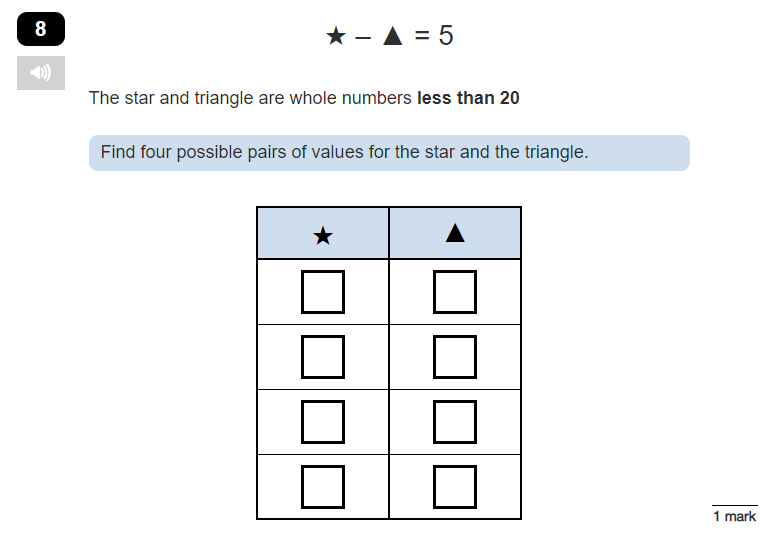 8
★ – ▲ = 5
The star and triangle are whole numbers less than 20
Find four possible pairs of values for the star and the triangle.
★ ▲
1 mark